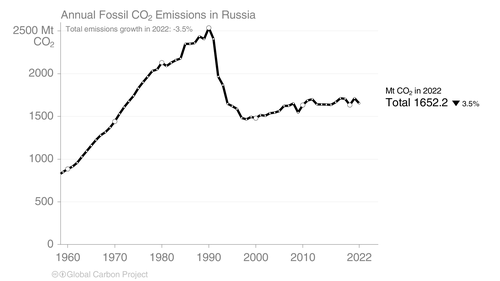 Annual Fossil CO₂ Emissions in Russia
Total emissions growth in 2022: -3.5%
2500 Mt
CO₂
2000
1500
1000
500
0
1960 1970 1980 1990 2000 2010 2022
Mt CO₂ in 2022
Total 1652.2 ▼ 3.5%
Global Carbon Project